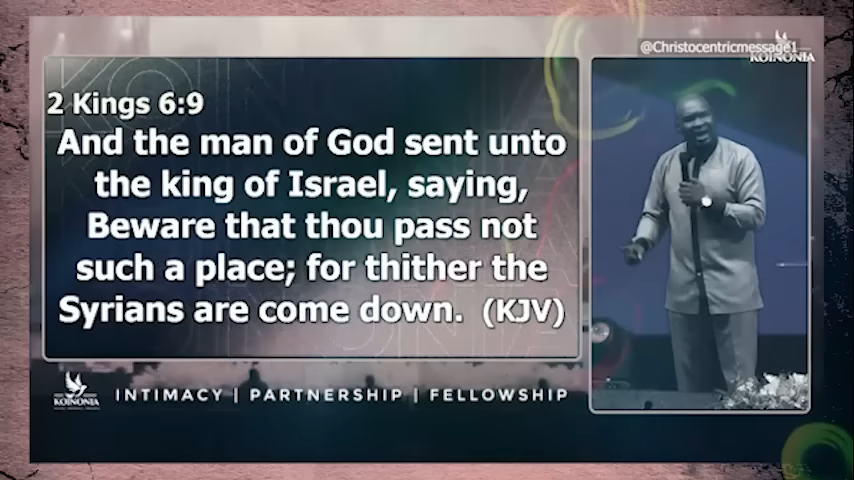 @Christocentricmessage1
KOINONIA
2 Kings 6:9
And the man of God sent unto
the king of Israel, saying,
Beware that thou pass not
such a place; for thither the
Syrians are come down. (KJV)
KOINONIA
INTIMACY | PARTNERSHIP | FELLOWSHIP